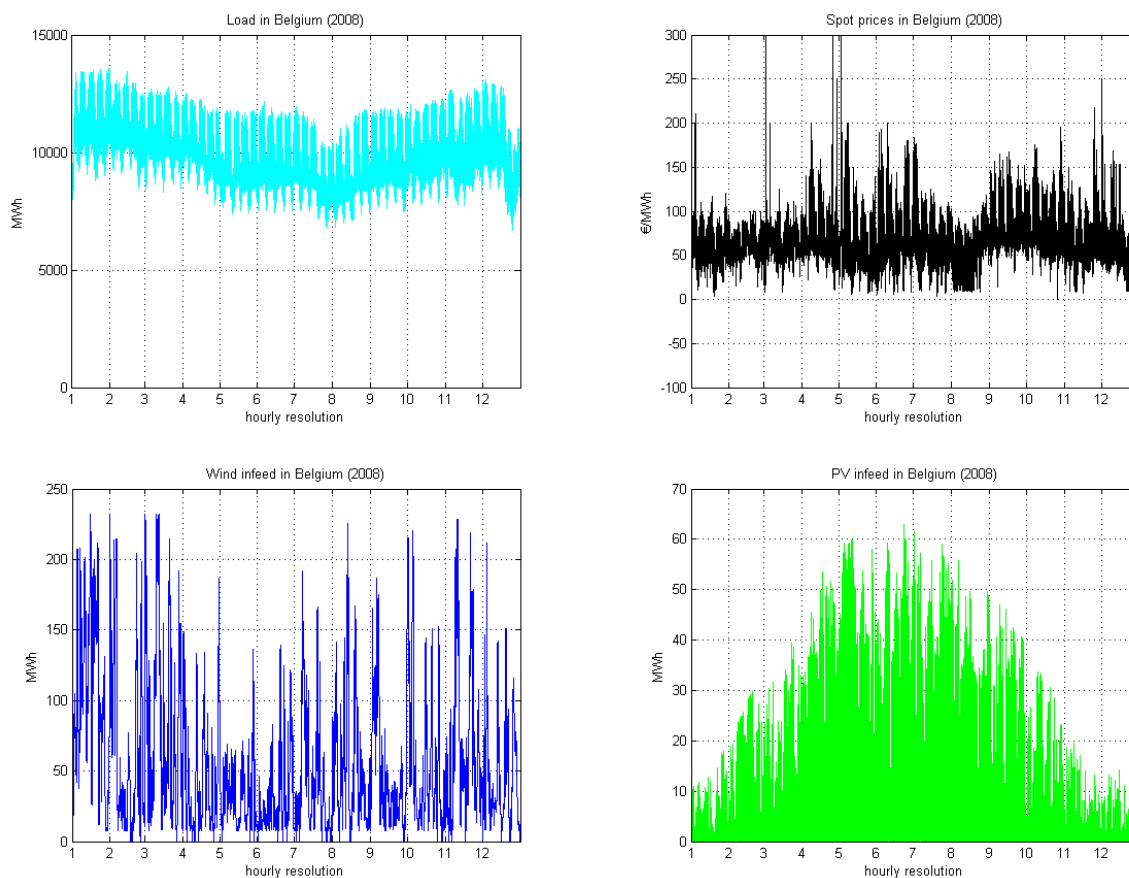 Load in Belgium (2008)
15000
10000
5000
0
MWh
1 2 3 4 5 6 7 8 9 10 11 12
hourly resolution
Spot prices in Belgium (2008)
300
250
200
150
100
50
0
-50
-100
€/MWh
1 2 3 4 5 6 7 8 9 10 11 12
hourly resolution
Wind infeed in Belgium (2008)
250
200
150
100
50
0
MWh
1 2 3 4 5 6 7 8 9 10 11 12
hourly resolution
PV infeed in Belgium (2008)
70
60
50
40
30
20
10
0
MWh
1 2 3 4 5 6 7 8 9 10 11 12
hourly resolution